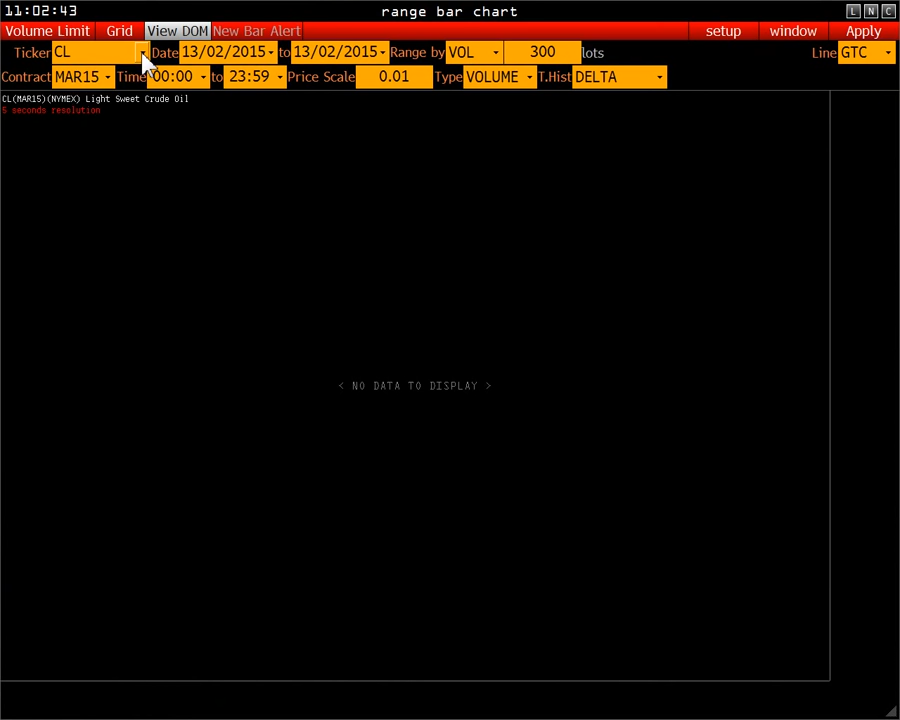 11:02:43 range bar chart L N C
Volume Limit Grid View DOM New Bar Alert setup window Apply
Ticker CL Date 13/02/2015 to 13/02/2015 Range by VOL 300 lots Line GTC
Contract MAR15 Time 00:00 to 23:59 Price Scale 0.01 Type VOLUME T.Hist DELTA
CL(MAR15)(NYMEX) Light Sweet Crude Oil
5 seconds resolution
< NO DATA TO DISPLAY >